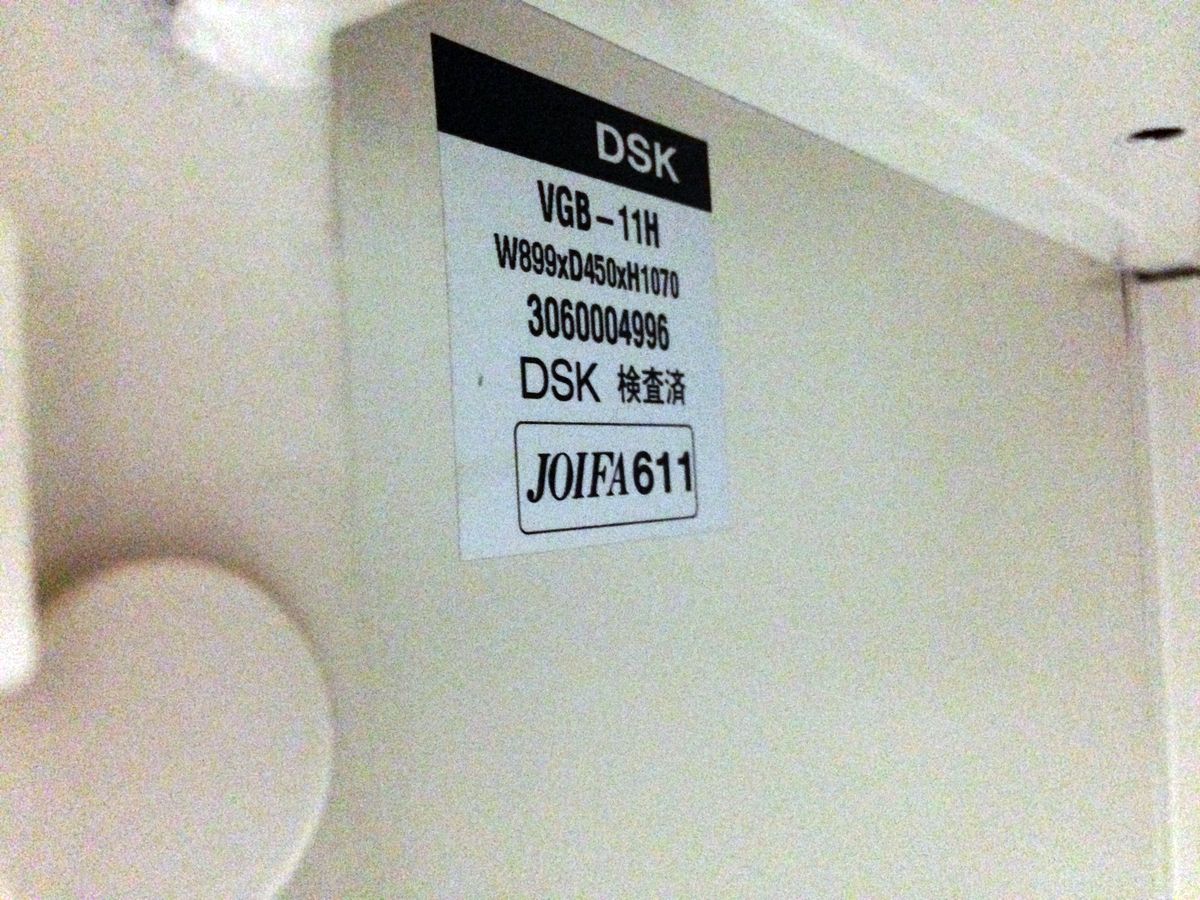 DSK
VGB-11H
W899xD450xH1070
3060004996
DSK 検査済
JOIFA611